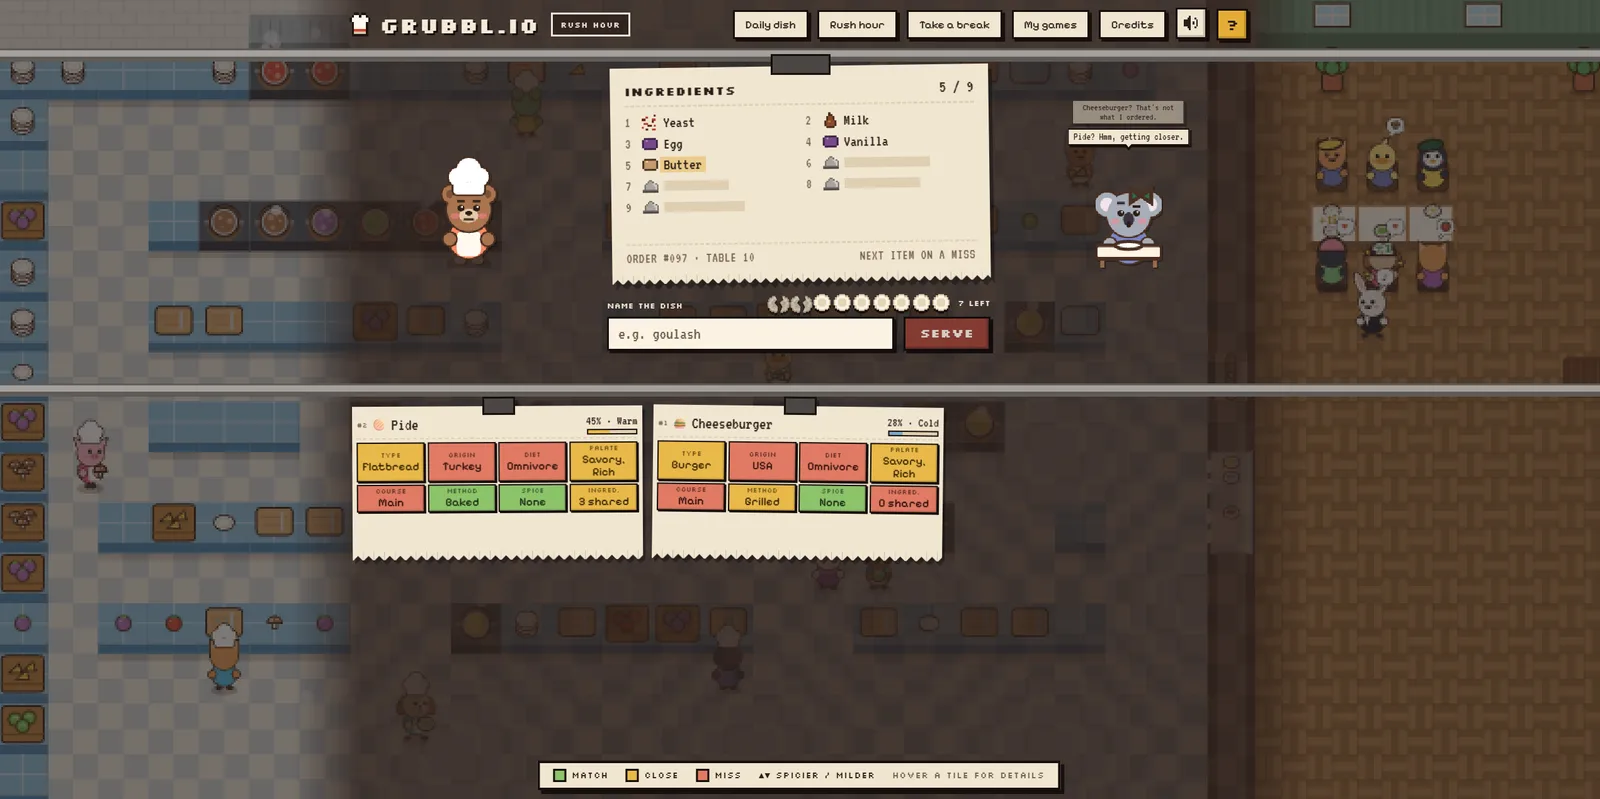 GRUBBL.IO
RUSH HOUR
Daily dish
Rush hour
Take a break
My games
Credits
?
INGREDIENTS
5 / 9
1 Yeast
2 Milk
3 Egg
4 Vanilla
5 Butter
6
7
8
9
ORDER #097 · TABLE 10
NEXT ITEM ON A MISS
Cheeseburger? That's not
what I ordered.
Pide? Hmm, getting closer.
NAME THE DISH
7 LEFT
e.g. goulash
SERVE
#2 Pide
45% · Warm
TYPE
Flatbread
ORIGIN
Turkey
DIET
Omnivore
PALATE
Savory,
Rich
COURSE
Main
METHOD
Baked
SPICE
None
INGRED.
3 shared
#1 Cheeseburger
28% · Cold
TYPE
Burger
ORIGIN
USA
DIET
Omnivore
PALATE
Savory,
Rich
COURSE
Main
METHOD
Grilled
SPICE
None
INGRED.
0 shared
MATCH
CLOSE
MISS
▲▼ SPICIER / MILDER
HOVER A TILE FOR DETAILS